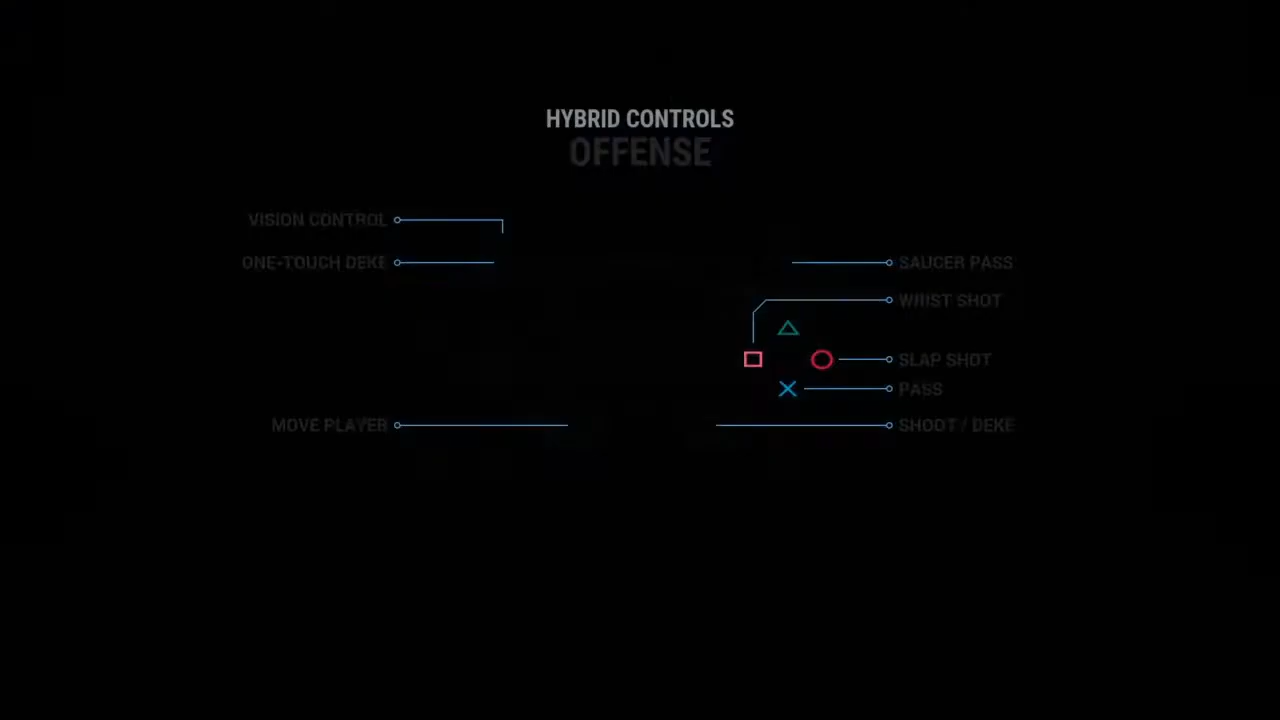 HYBRID CONTROLS
OFFENSE
VISION CONTROL
ONE-TOUCH DEKE
SAUCER PASS
WRIST SHOT
SLAP SHOT
PASS
MOVE PLAYER
SHOOT / DEKE